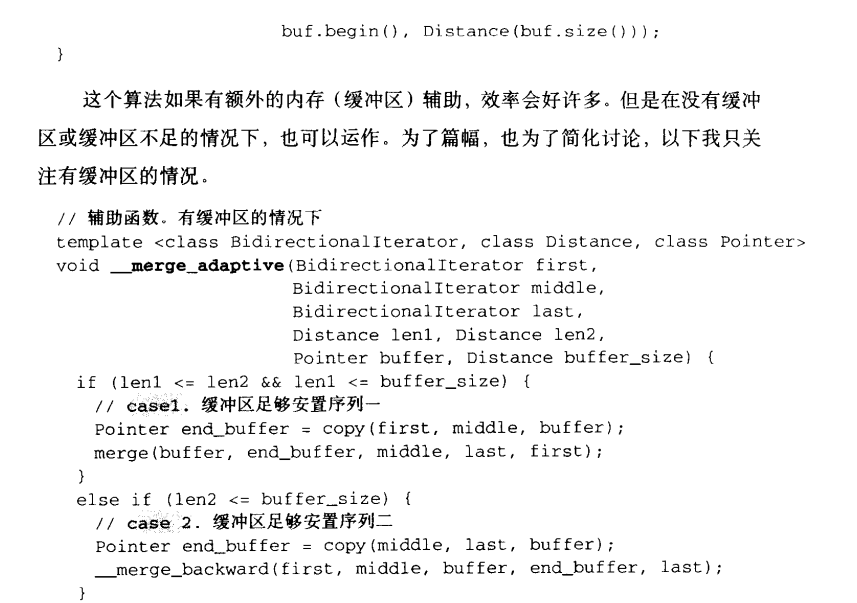 buf.begin(), Distance(buf.size()));
}
这个算法如果有额外的内存（缓冲区）辅助，效率会好许多。但是在没有缓冲
区或缓冲区不足的情况下，也可以运作。为了篇幅，也为了简化讨论，以下我只关
注有缓冲区的情况。
// 辅助函数。有缓冲区的情况下
template <class BidirectionalIterator, class Distance, class Pointer>
void __merge_adaptive(BidirectionalIterator first,
BidirectionalIterator middle,
BidirectionalIterator last,
Distance len1, Distance len2,
Pointer buffer, Distance buffer_size) {
if (len1 <= len2 && len1 <= buffer_size) {
// case1. 缓冲区足够安置序列一
Pointer end_buffer = copy(first, middle, buffer);
merge(buffer, end_buffer, middle, last, first);
}
else if (len2 <= buffer_size) {
// case 2. 缓冲区足够安置序列二
Pointer end_buffer = copy(middle, last, buffer);
__merge_backward(first, middle, buffer, end_buffer, last);
}